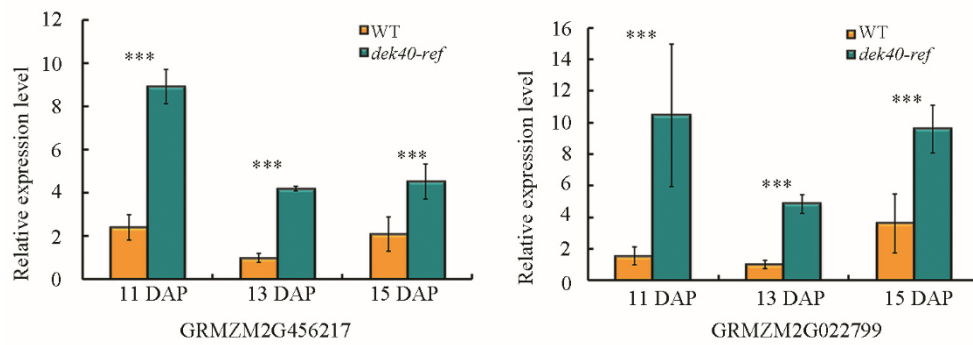 Relative expression level
12
10
8
6
4
2
0
WT
dek40-ref
***
***
***
11 DAP
13 DAP
15 DAP
GRMZM2G456217
Relative expression level
16
14
12
10
8
6
4
2
0
WT
dek40-ref
***
***
***
11 DAP
13 DAP
15 DAP
GRMZM2G022799